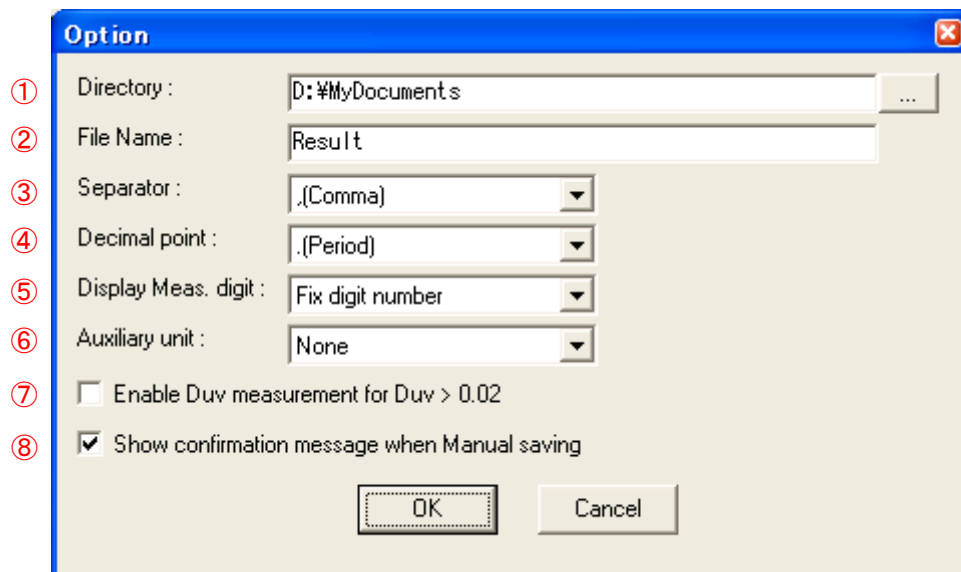 Option
① Directory : D:¥MyDocuments ...
② File Name : Result
③ Separator : ,(Comma)
④ Decimal point : .(Period)
⑤ Display Meas. digit : Fix digit number
⑥ Auxiliary unit : None
⑦ Enable Duv measurement for Duv > 0.02
⑧ Show confirmation message when Manual saving
OK Cancel